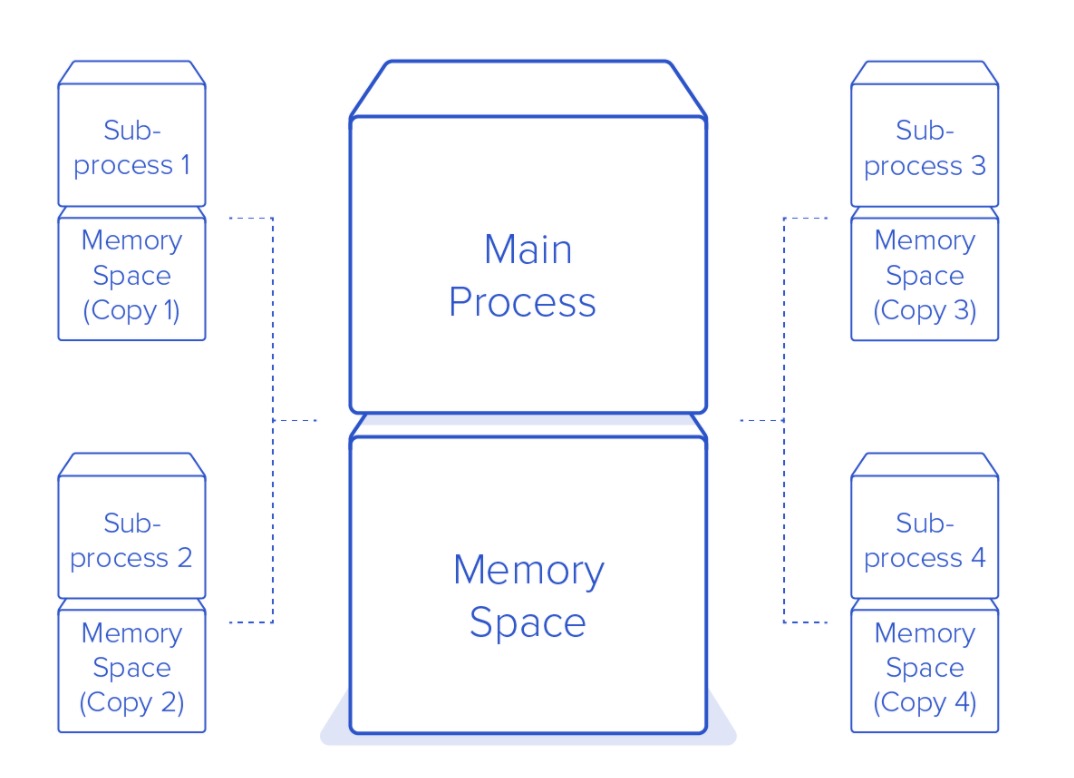 Sub-
process 1
Memory
Space
(Copy 1)
Sub-
process 2
Memory
Space
(Copy 2)
Main
Process
Memory
Space
Sub-
process 3
Memory
Space
(Copy 3)
Sub-
process 4
Memory
Space
(Copy 4)